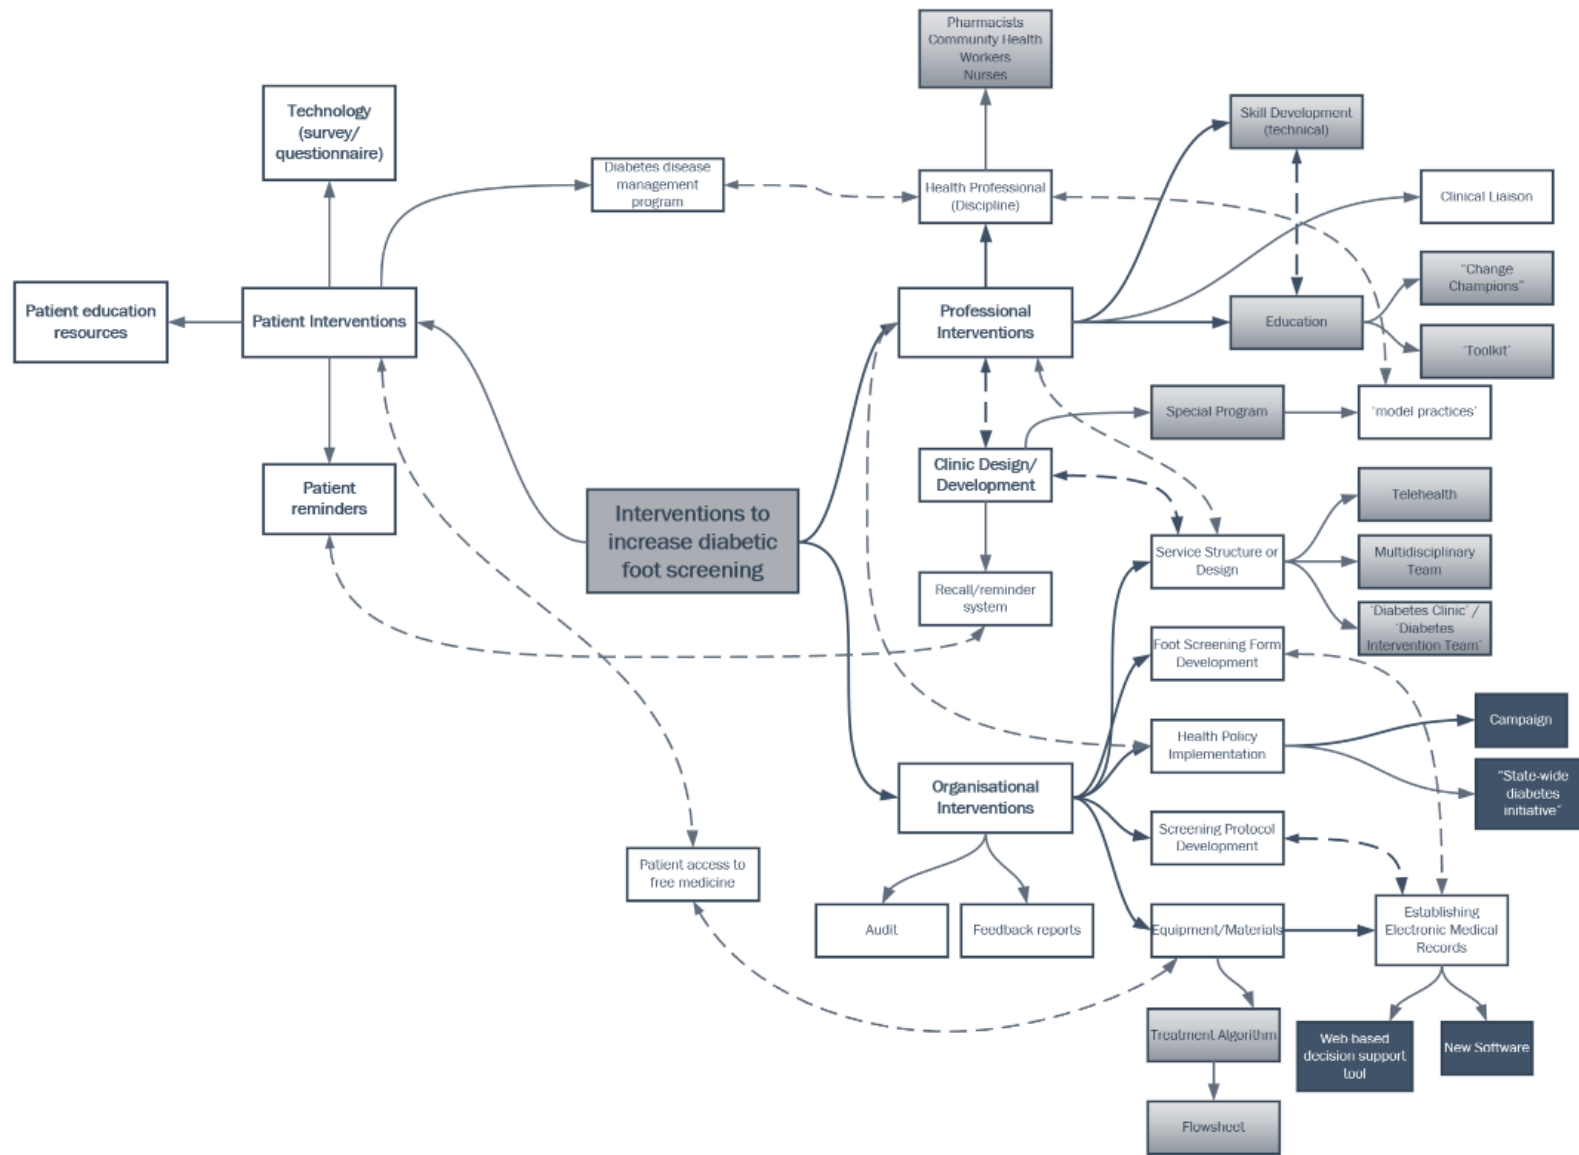 Pharmacists
Community Health
Workers
Nurses
Technology
(survey/
questionnaire)
Skill Development
(technical)
Diabetes disease
management
program
Health Professional
(Discipline)
Clinical Liaison
Patient education
resources
Patient Interventions
Professional
Interventions
Education
"Change
Champions"
'Toolkit'
Special Program
'model practices'
Clinic Design/
Development
Patient
reminders
Interventions to
increase diabetic
foot screening
Telehealth
Service Structure or
Design
Multidisciplinary
Team
Recall/reminder
system
'Diabetes Clinic' /
'Diabetes
Intervention Team'
Foot Screening Form
Development
Health Policy
Implementation
Campaign
"State-wide
diabetes
initiative"
Organisational
Interventions
Screening Protocol
Development
Patient access to
free medicine
Audit
Feedback reports
Equipment/Materials
Establishing
Electronic Medical
Records
Treatment Algorithm
Web based
decision support
tool
New Software
Flowsheet